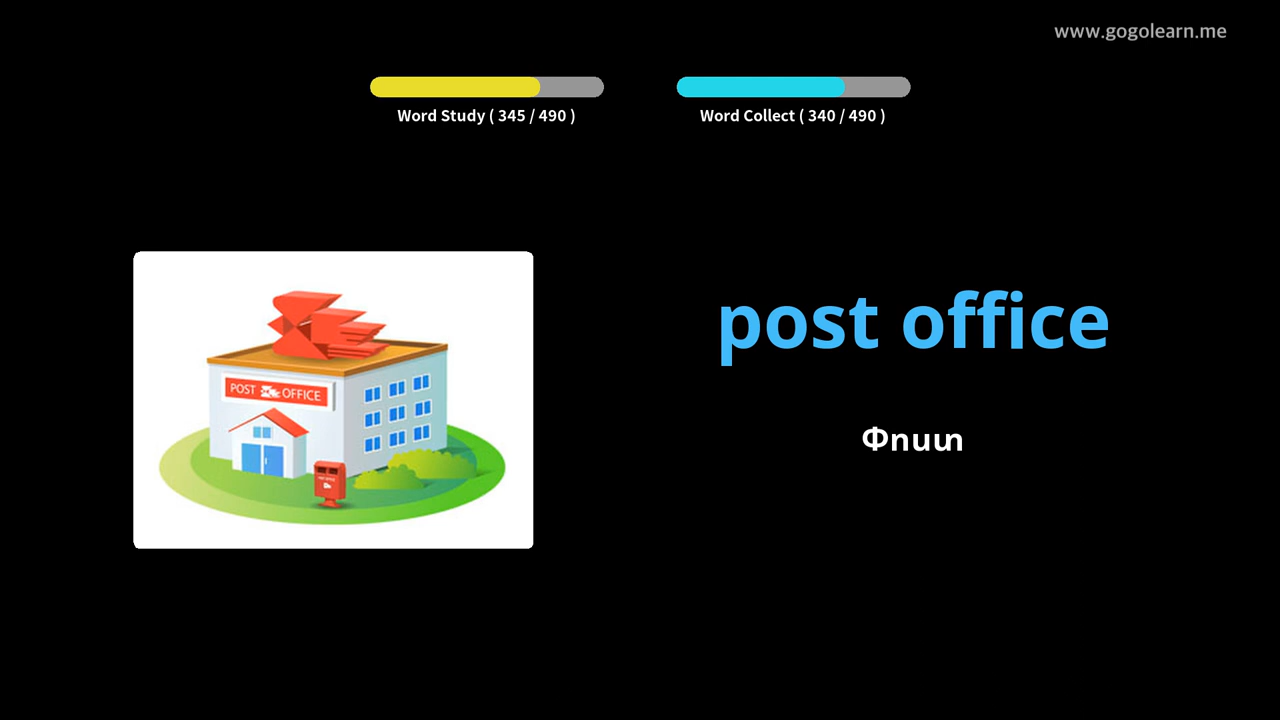 www.gogolearn.me
Word Study ( 345 / 490 )
Word Collect ( 340 / 490 )
POST OFFICE
post office
Փոստ